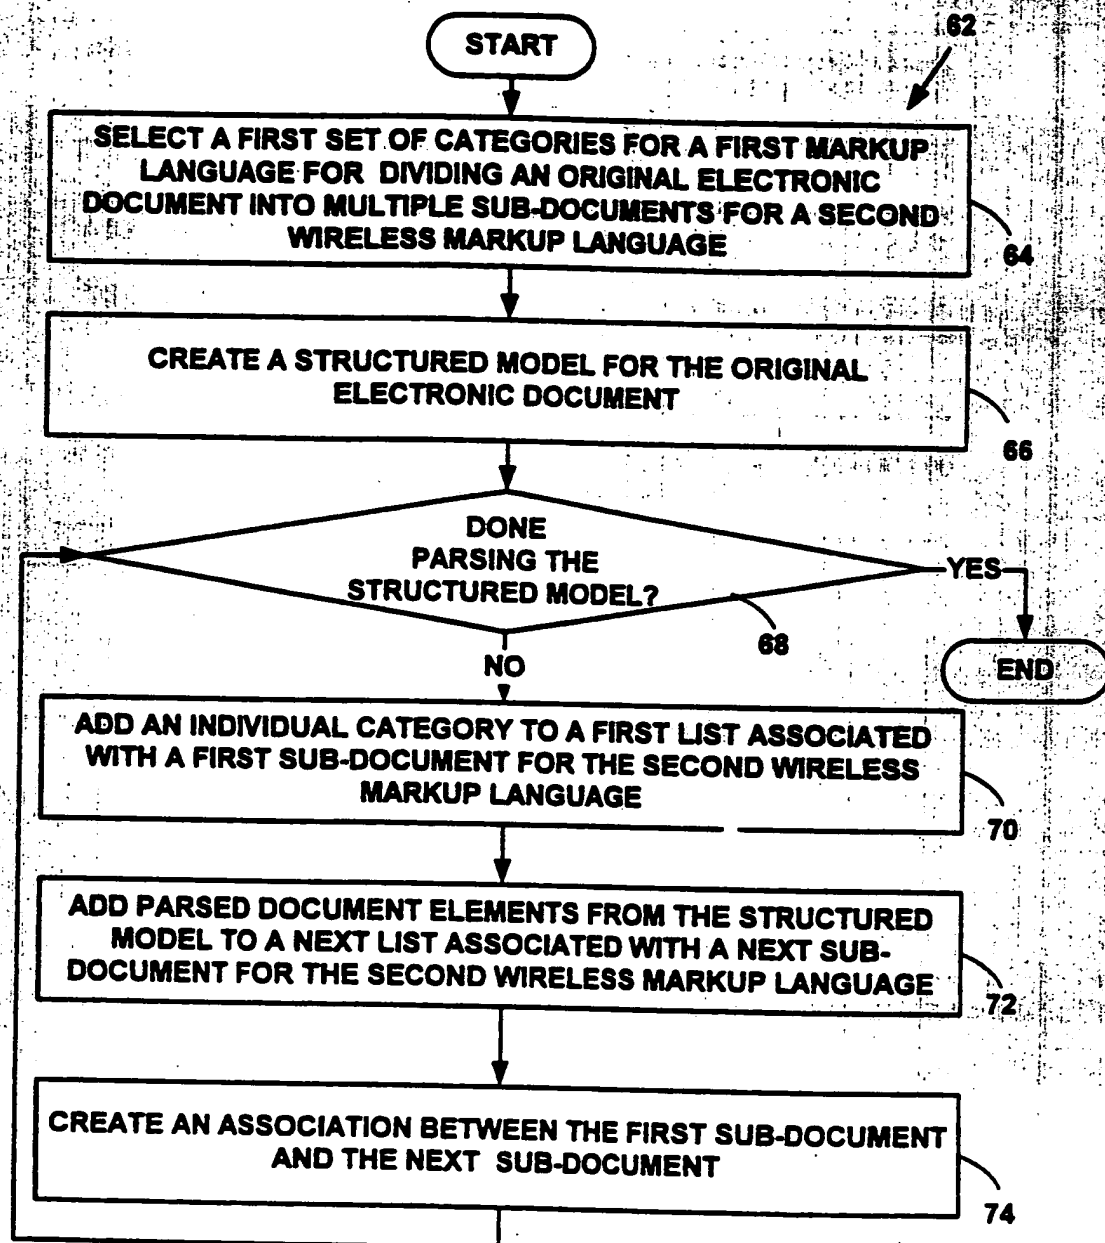 START
62
SELECT A FIRST SET OF CATEGORIES FOR A FIRST MARKUP
LANGUAGE FOR DIVIDING AN ORIGINAL ELECTRONIC
DOCUMENT INTO MULTIPLE SUB-DOCUMENTS FOR A SECOND
WIRELESS MARKUP LANGUAGE
64
CREATE A STRUCTURED MODEL FOR THE ORIGINAL
ELECTRONIC DOCUMENT
66
DONE
PARSING THE
STRUCTURED MODEL?
YES
68
NO
END
ADD AN INDIVIDUAL CATEGORY TO A FIRST LIST ASSOCIATED
WITH A FIRST SUB-DOCUMENT FOR THE SECOND WIRELESS
MARKUP LANGUAGE
70
ADD PARSED DOCUMENT ELEMENTS FROM THE STRUCTURED
MODEL TO A NEXT LIST ASSOCIATED WITH A NEXT SUB-
DOCUMENT FOR THE SECOND WIRELESS MARKUP LANGUAGE
72
CREATE AN ASSOCIATION BETWEEN THE FIRST SUB-DOCUMENT
AND THE NEXT SUB-DOCUMENT
74